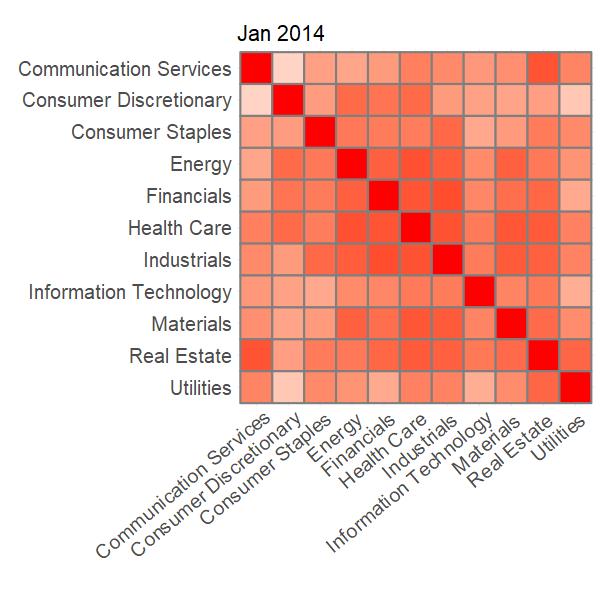 Jan 2014
Communication Services
Consumer Discretionary
Consumer Staples
Energy
Financials
Health Care
Industrials
Information Technology
Materials
Real Estate
Utilities
Communication Services
Consumer Discretionary
Consumer Staples
Energy
Financials
Health Care
Industrials
Information Technology
Materials
Real Estate
Utilities